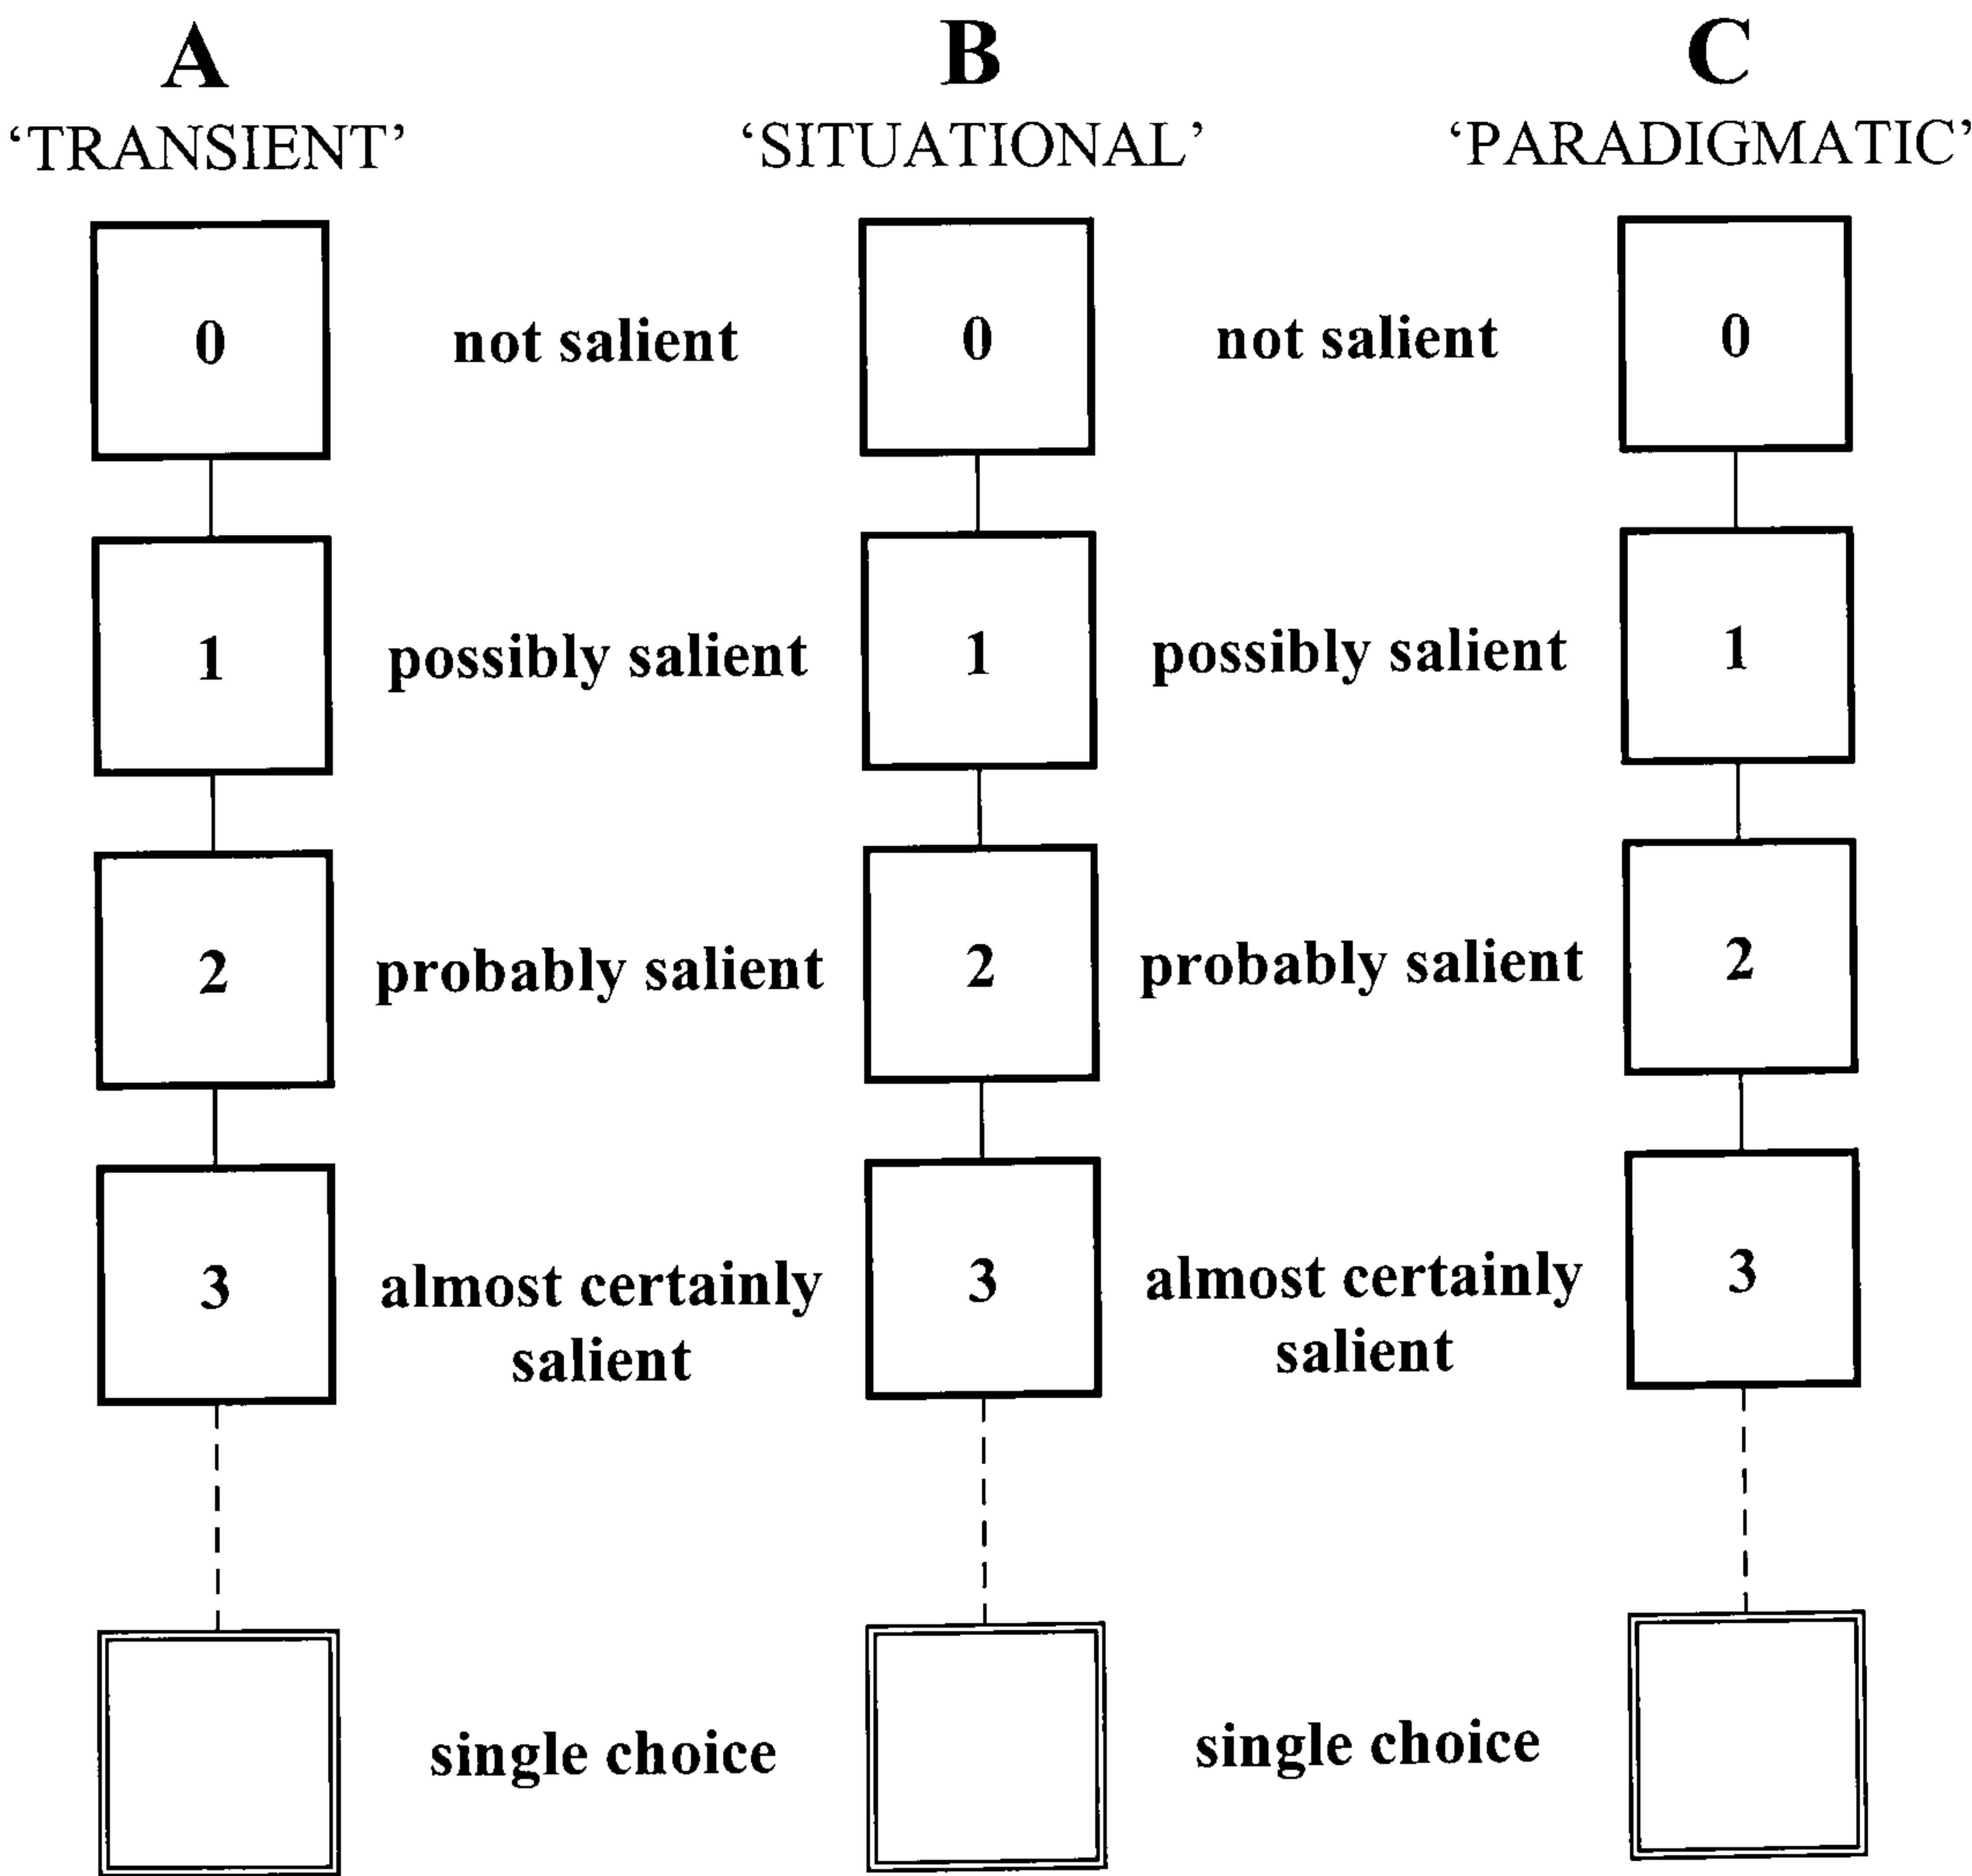 A B C
‘TRANSIENT’ ‘SITUATIONAL’ ‘PARADIGMATIC’
0 not salient 0 not salient 0
1 possibly salient 1 possibly salient 1
2 probably salient 2 probably salient 2
3 almost certainly 3 almost certainly 3
salient salient
single choice single choice